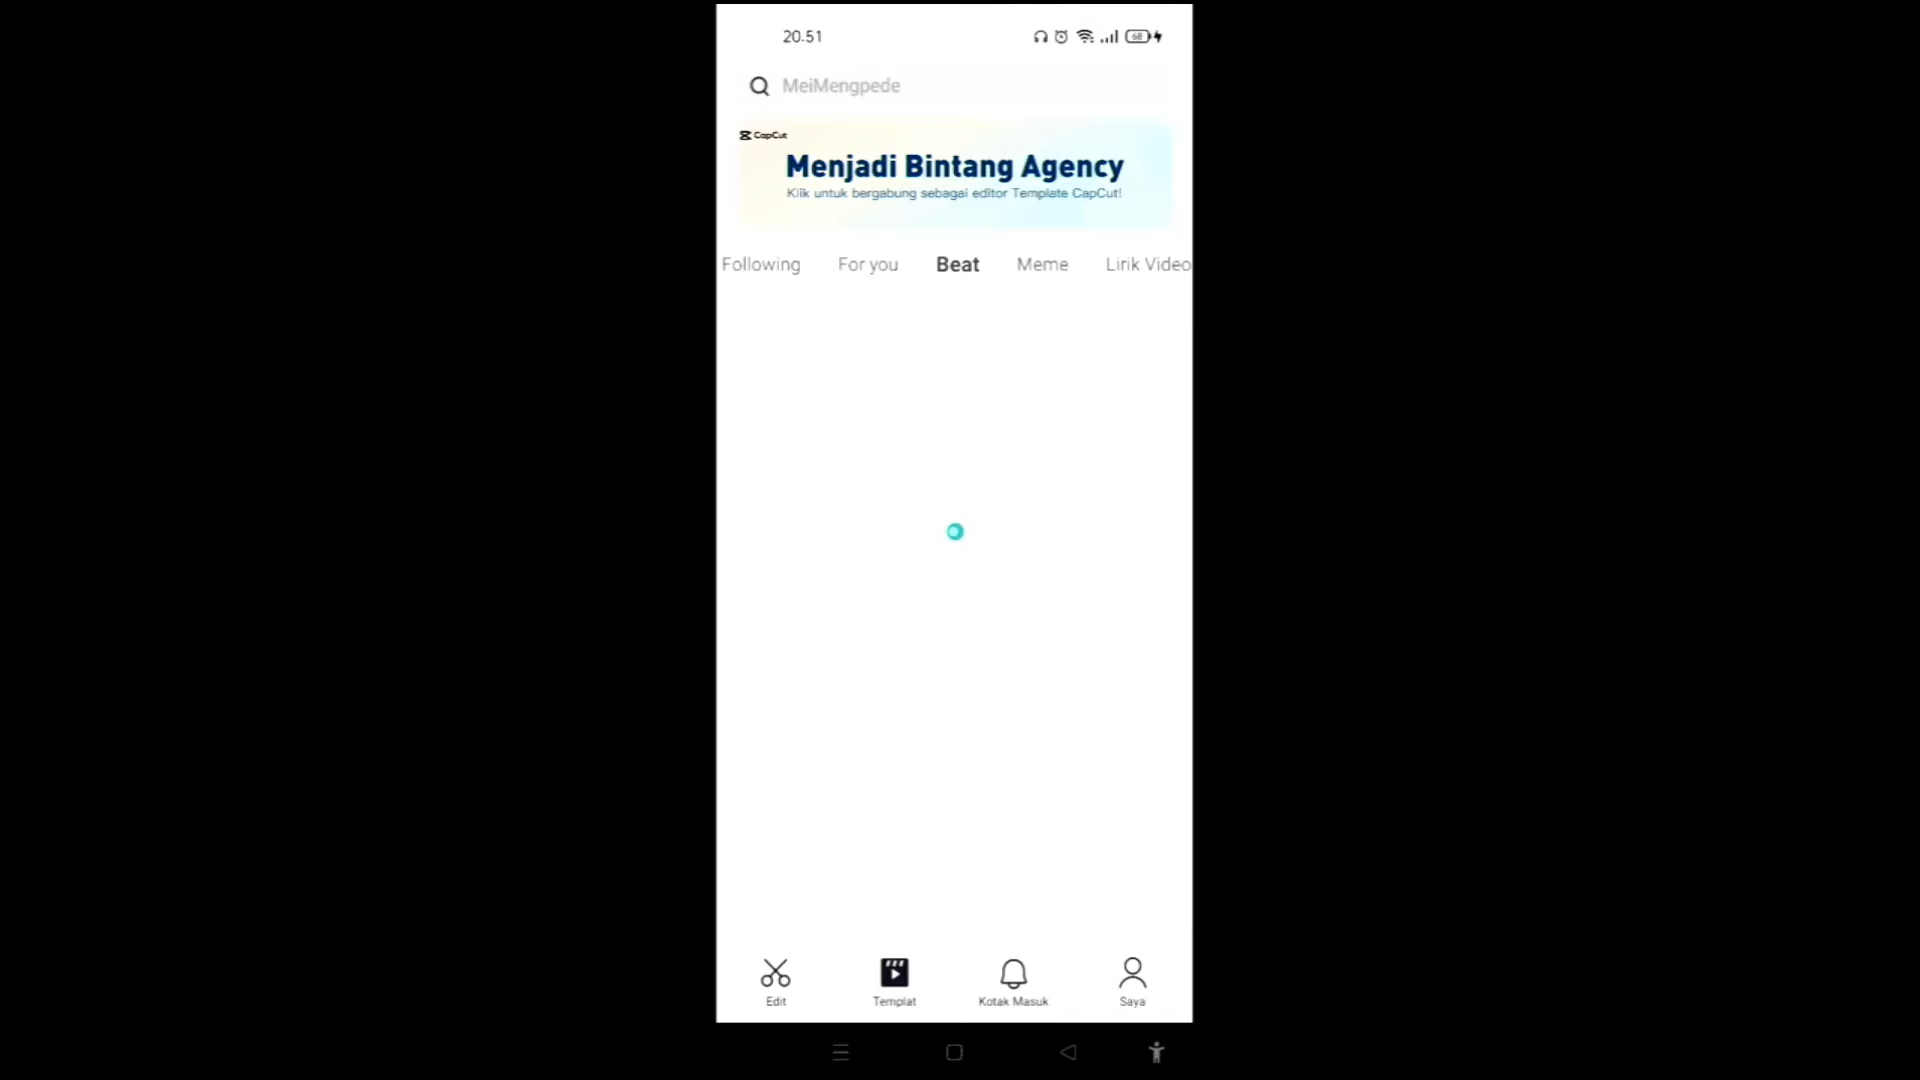 20.51
68
MeiMengpede
CapCut
Menjadi Bintang Agency
Klik untuk bergabung sebagai editor Template CapCut!
Following For you Beat Meme Lirik Video
Edit Templat Kotak Masuk Saya